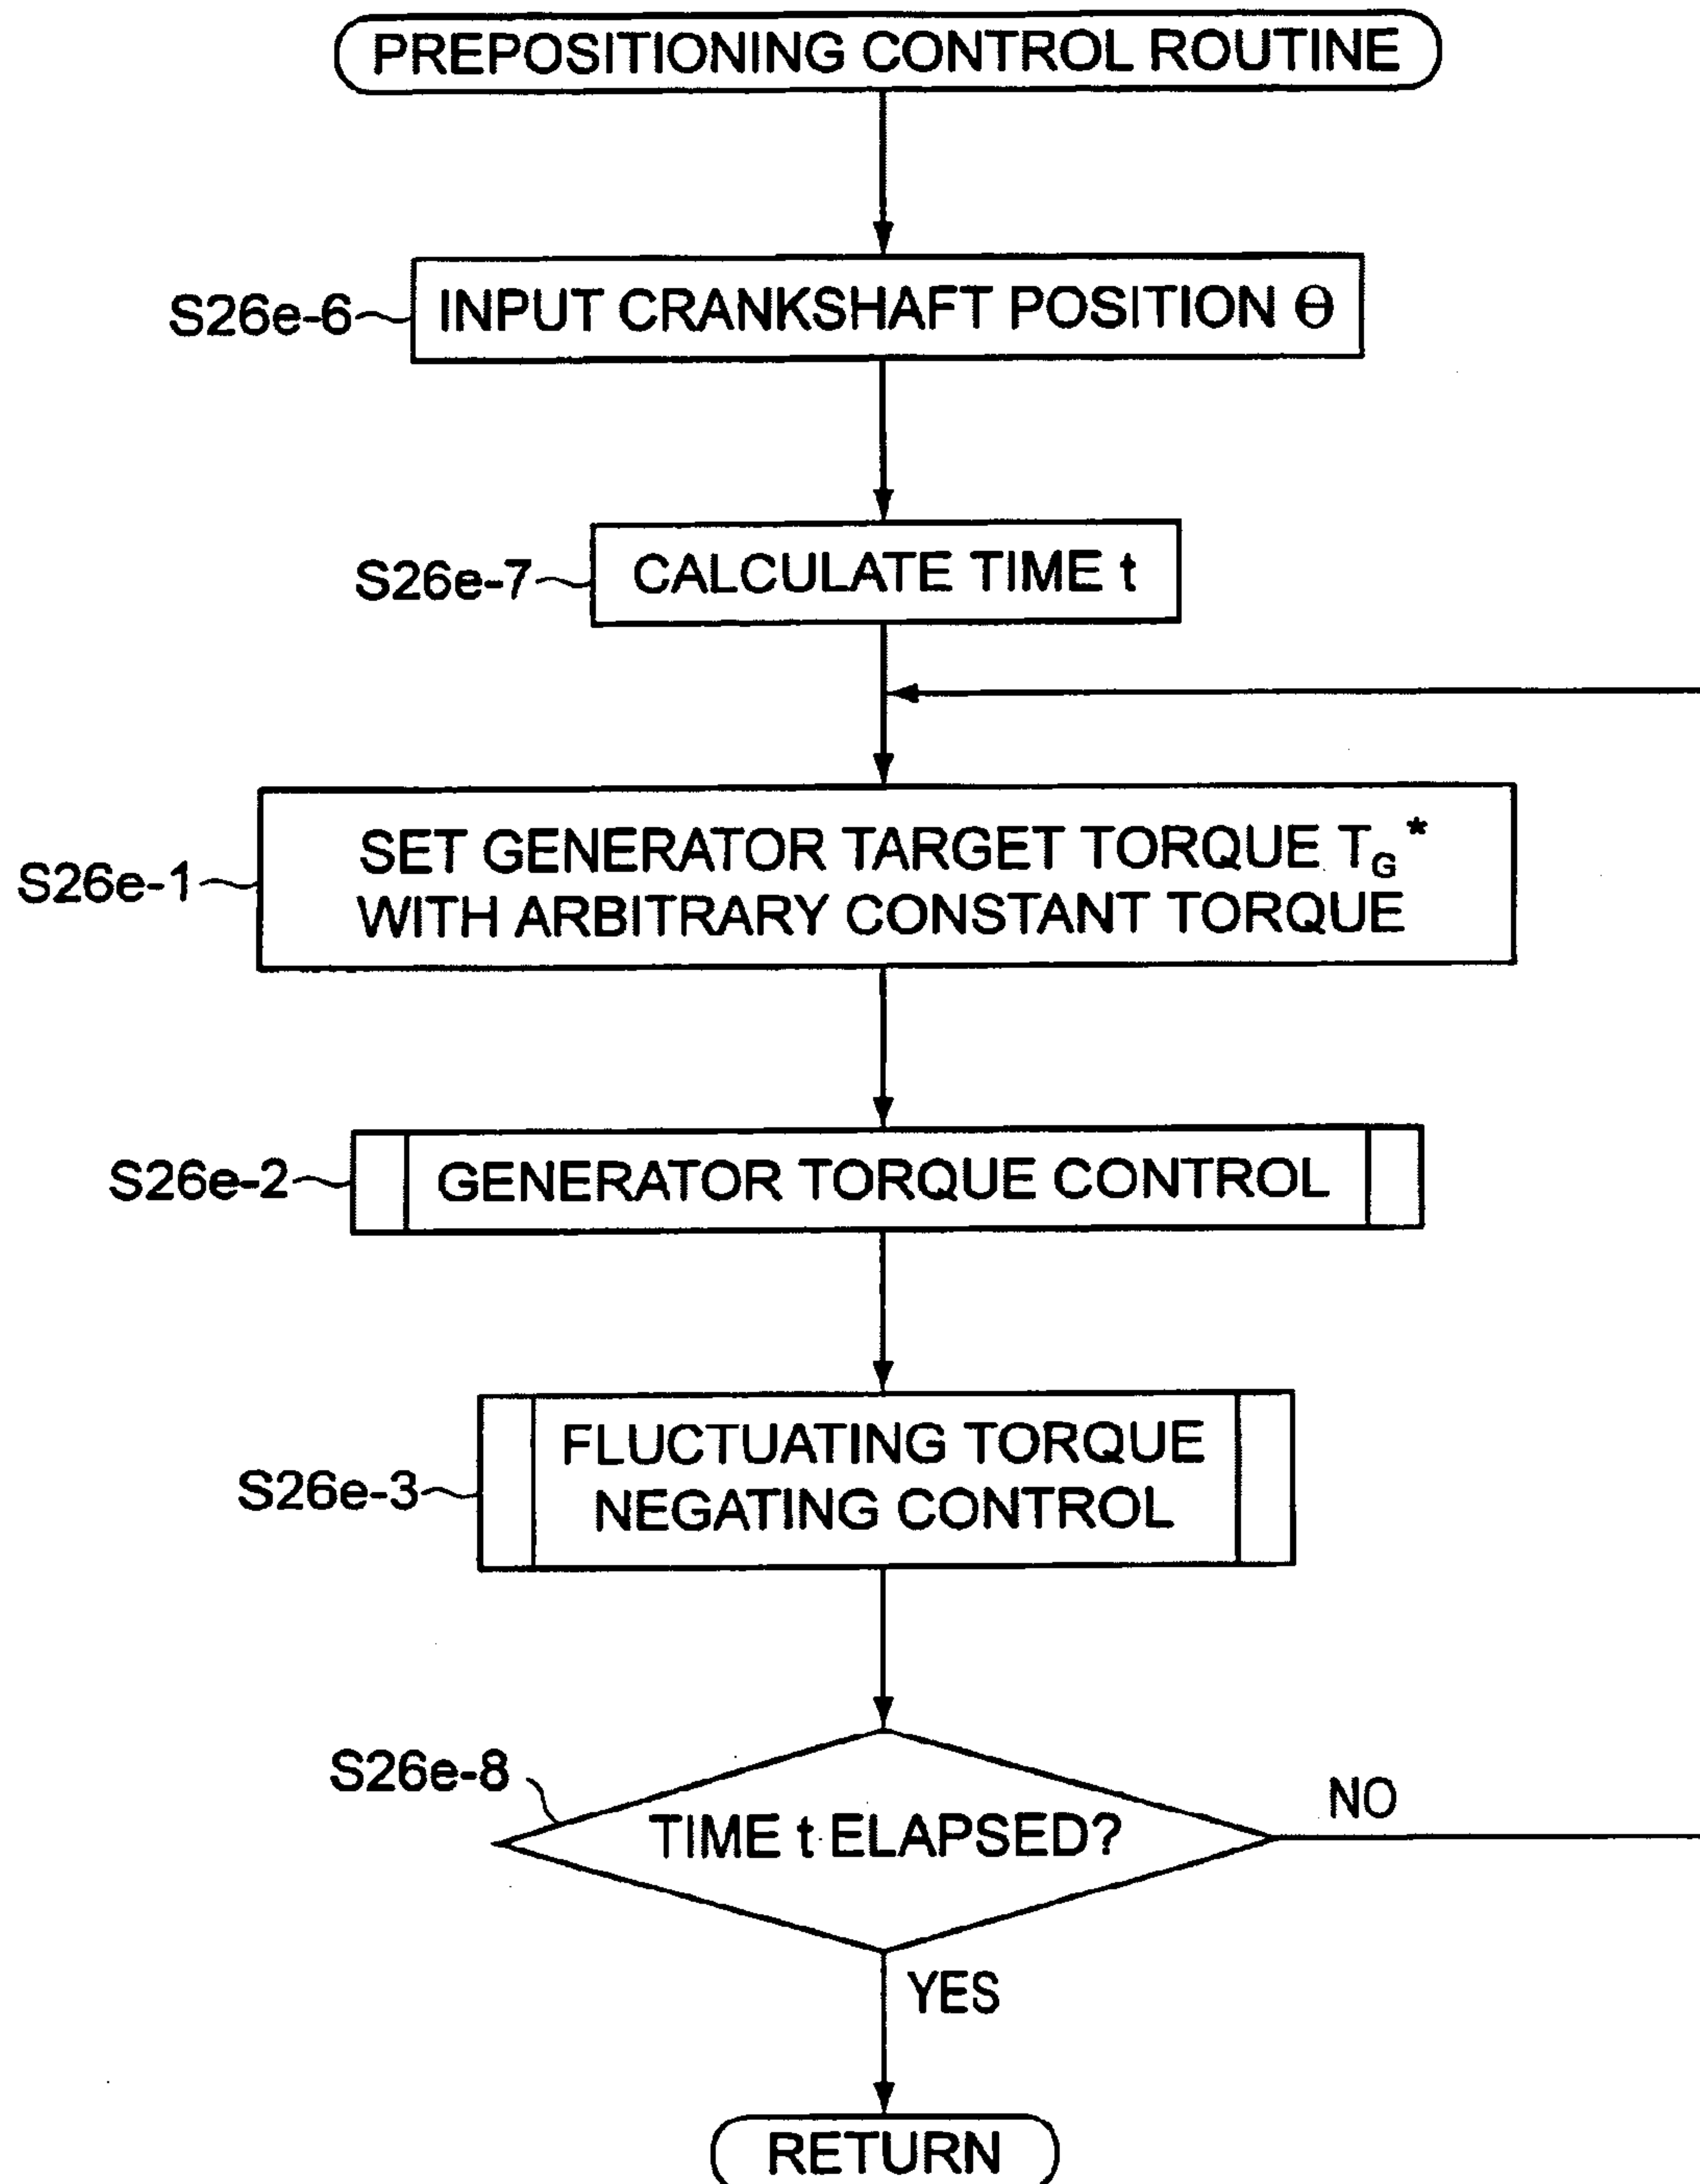 PREPOSITIONING CONTROL ROUTINE
S26e-6
INPUT CRANKSHAFT POSITION Θ
S26e-7
CALCULATE TIME t
S26e-1
SET GENERATOR TARGET TORQUE TG*
WITH ARBITRARY CONSTANT TORQUE
S26e-2
GENERATOR TORQUE CONTROL
S26e-3
FLUCTUATING TORQUE
NEGATING CONTROL
S26e-8
TIME t ELAPSED?
NO
YES
RETURN